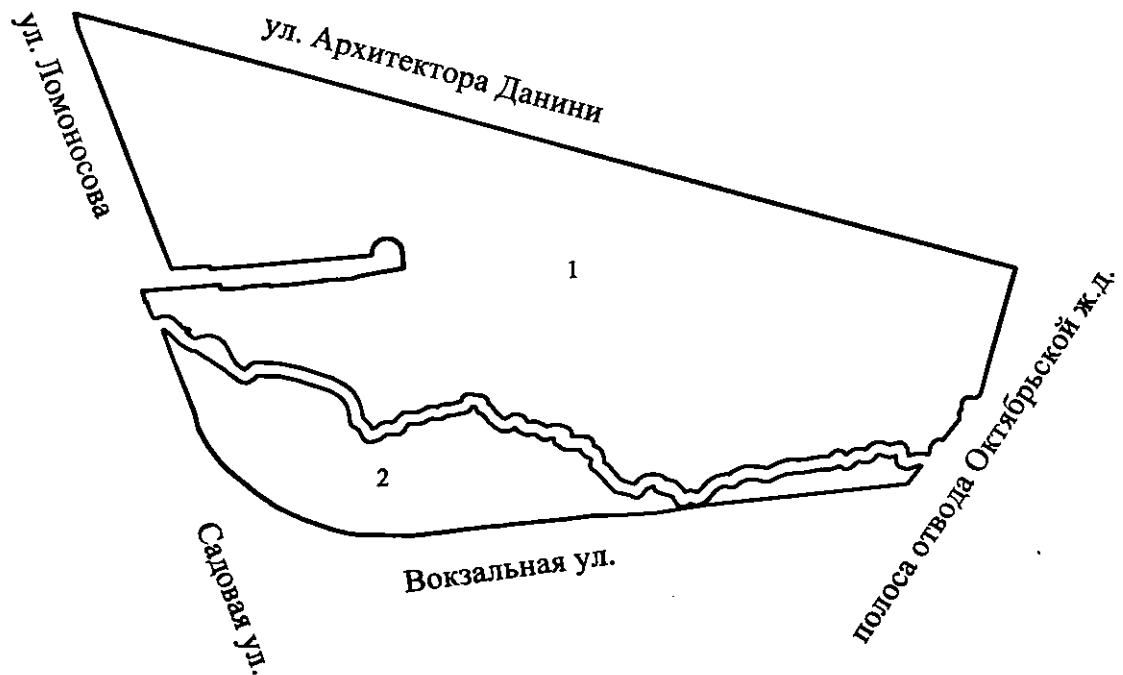 ул. Архитектора Данини
ул. Ломоносова
1
полоса отвода Октябрьской ж.д.
2
Садовая ул.
Вокзальная ул.